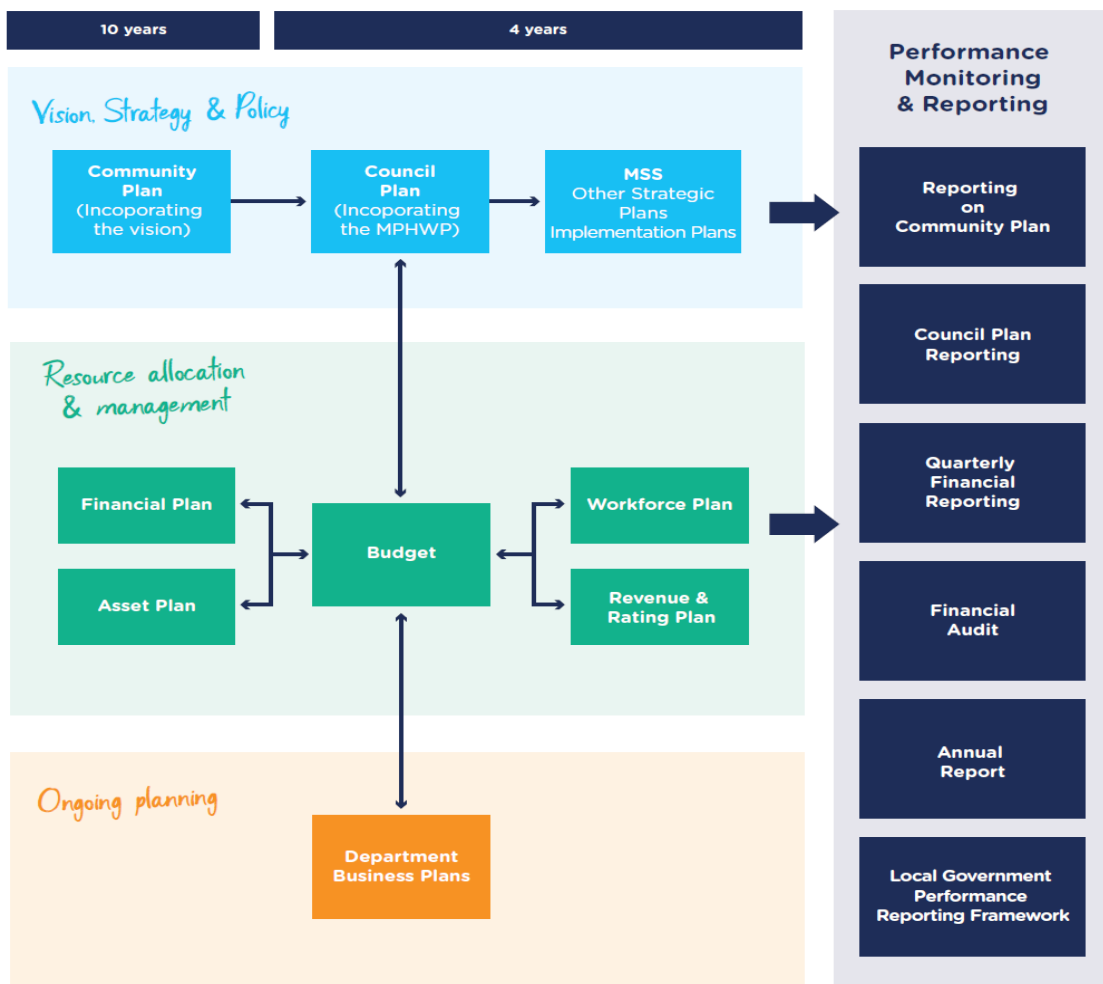 10 years
4 years
Performance
Monitoring
& Reporting
Vision, Strategy & Policy
Community
Plan
(Incoporating
the vision)
Council
Plan
(Incoporating
the MPHWP)
MSS
Other Strategic
Plans
Implementation Plans
Reporting
on
Community Plan
Council Plan
Reporting
Resource allocation
& management
Financial Plan
Asset Plan
Budget
Workforce Plan
Revenue &
Rating Plan
Quarterly
Financial
Reporting
Financial
Audit
Ongoing planning
Department
Business Plans
Annual
Report
Local Government
Performance
Reporting Framework